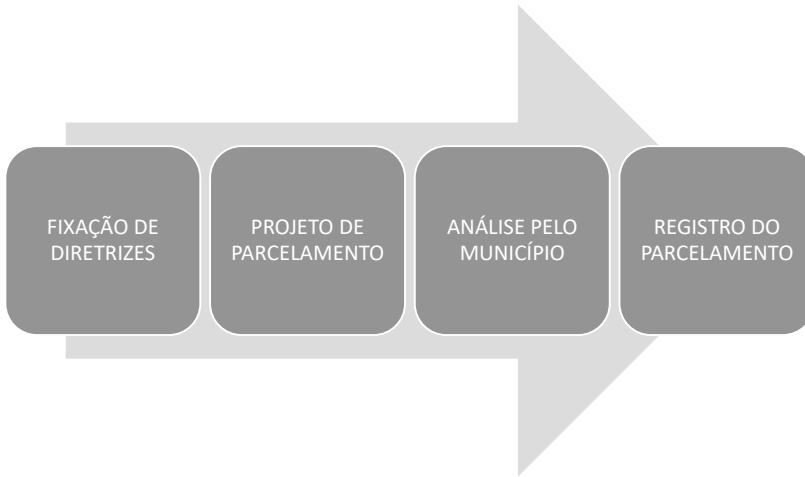 FIXAÇÃO DE
DIRETRIZES
PROJETO DE
PARCELAMENTO
ANÁLISE PELO
MUNICÍPIO
REGISTRO DO
PARCELAMENTO